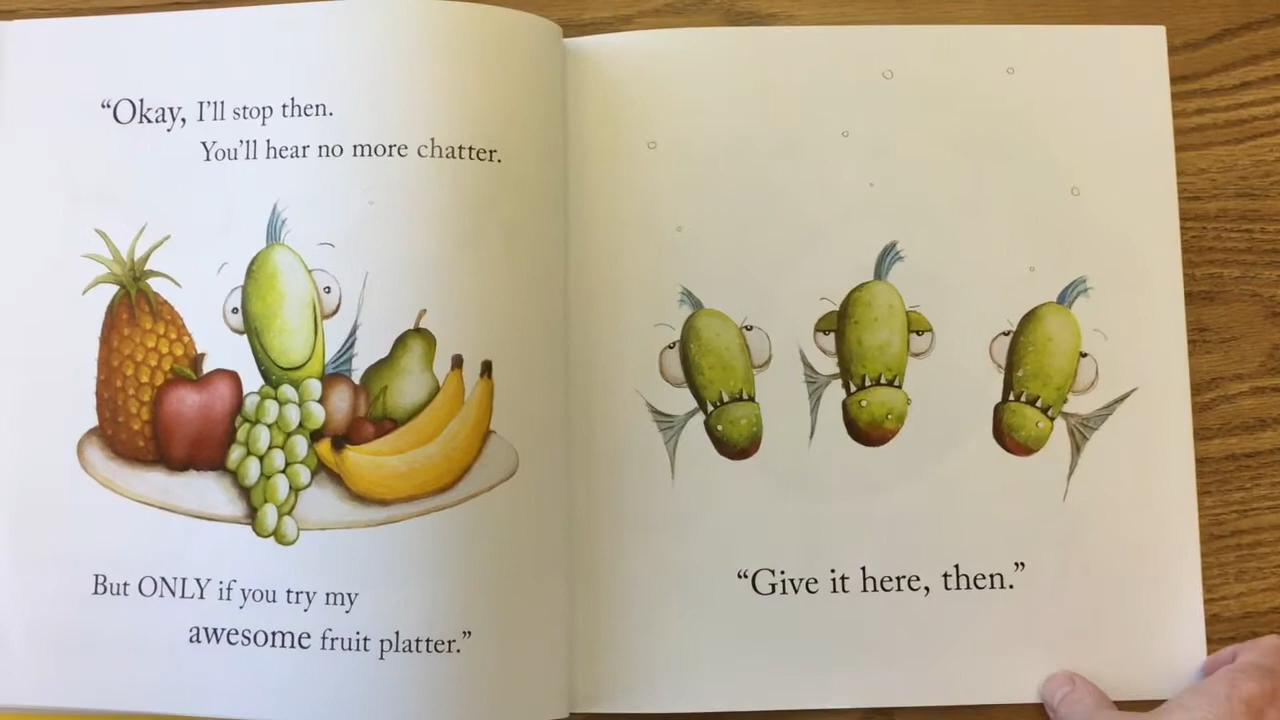 “Okay, I’ll stop then.
You’ll hear no more chatter.
But ONLY if you try my
awesome fruit platter.”
“Give it here, then.”